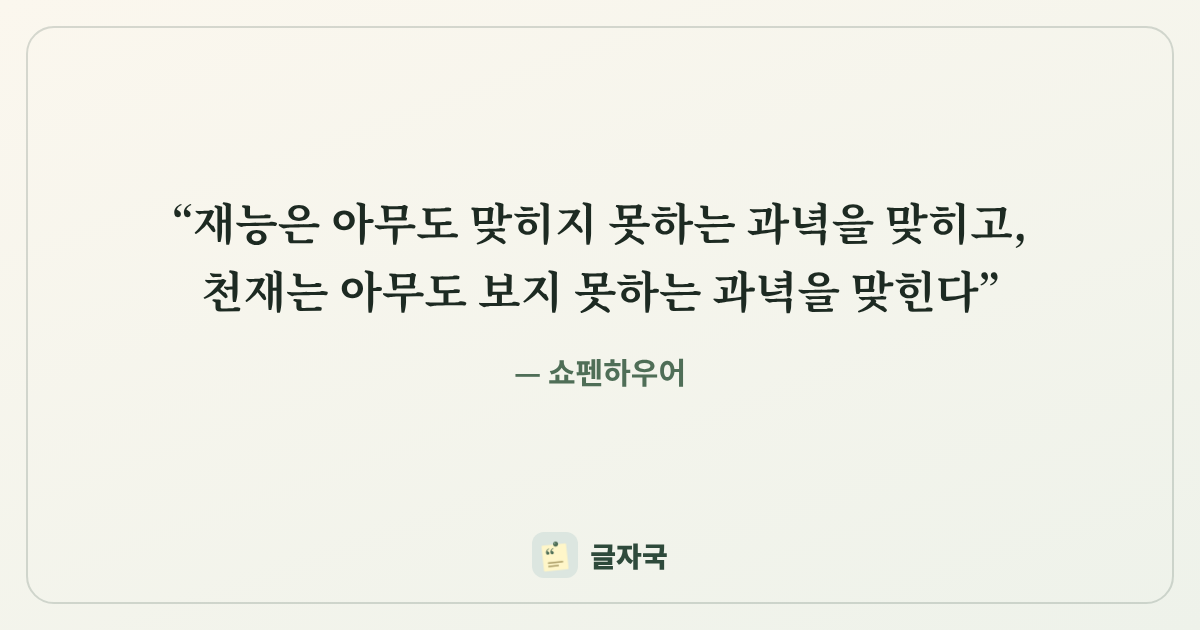 “재능은 아무도 맞히지 못하는 과녁을 맞히고,
천재는 아무도 보지 못하는 과녁을 맞힌다”
— 쇼펜하우어
글자국